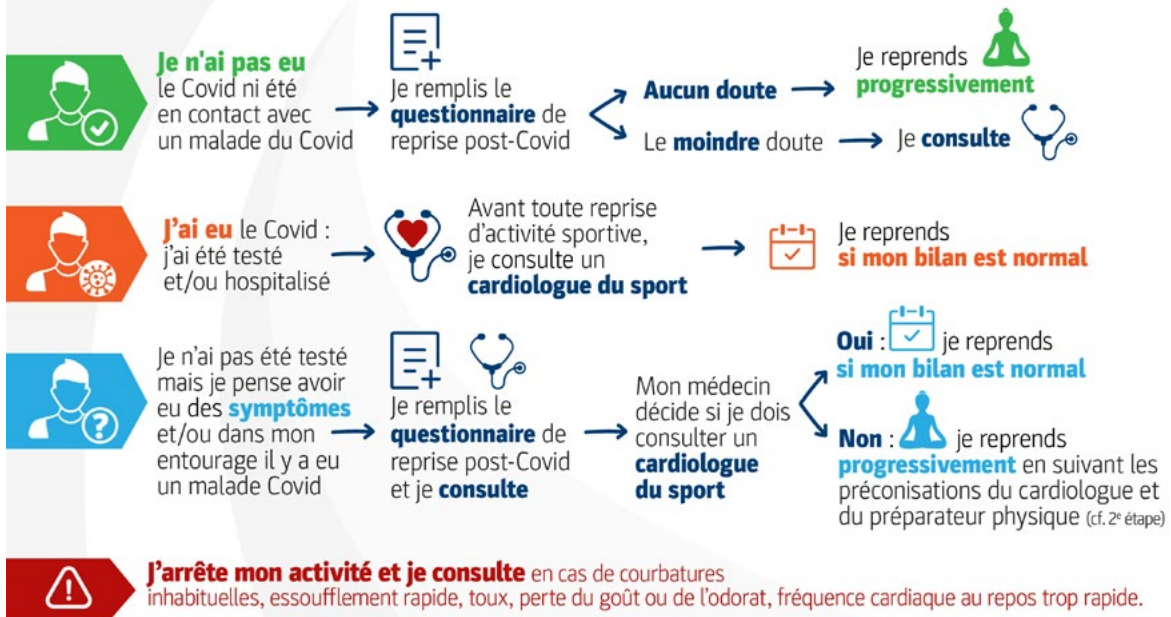 Je n'ai pas eu
le Covid ni été
en contact avec
un malade du Covid
Je remplis le
questionnaire de
reprise post-Covid
Aucun doute
Je reprends
progressivement
Le moindre doute
Je consulte
J'ai eu le Covid :
j'ai été testé
et/ou hospitalisé
Avant toute reprise
d'activité sportive,
je consulte un
cardiologue du sport
Je reprends
si mon bilan est normal
Je n'ai pas été testé
mais je pense avoir
eu des symptômes
et/ou dans mon
entourage il y a eu
un malade Covid
Je remplis le
questionnaire de
reprise post-Covid
et je consulte
Mon médecin
décide si je dois
consulter un
cardiologue
du sport
Oui : je reprends
si mon bilan est normal
Non : je reprends
progressivement en suivant les
préconisations du cardiologue et
du préparateur physique (cf. 2e étape)
J'arrête mon activité et je consulte en cas de courbatures
inhabituelles, essoufflement rapide, toux, perte du goût ou de l'odorat, fréquence cardiaque au repos trop rapide.